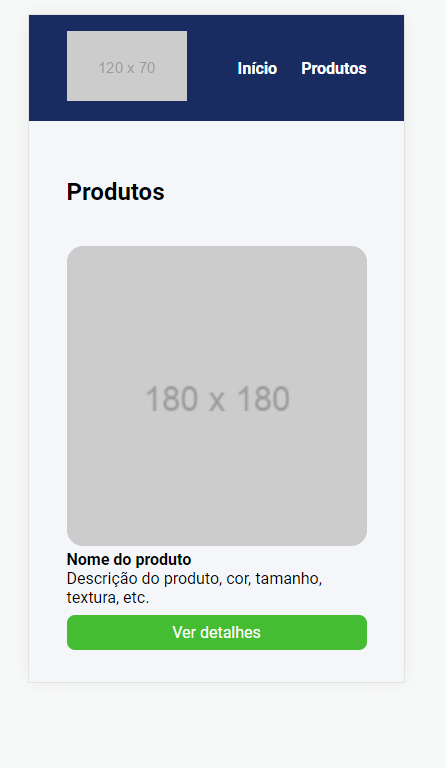 120 x 70
Início Produtos
Produtos
180 x 180
Nome do produto
Descrição do produto, cor, tamanho,
textura, etc.
Ver detalhes